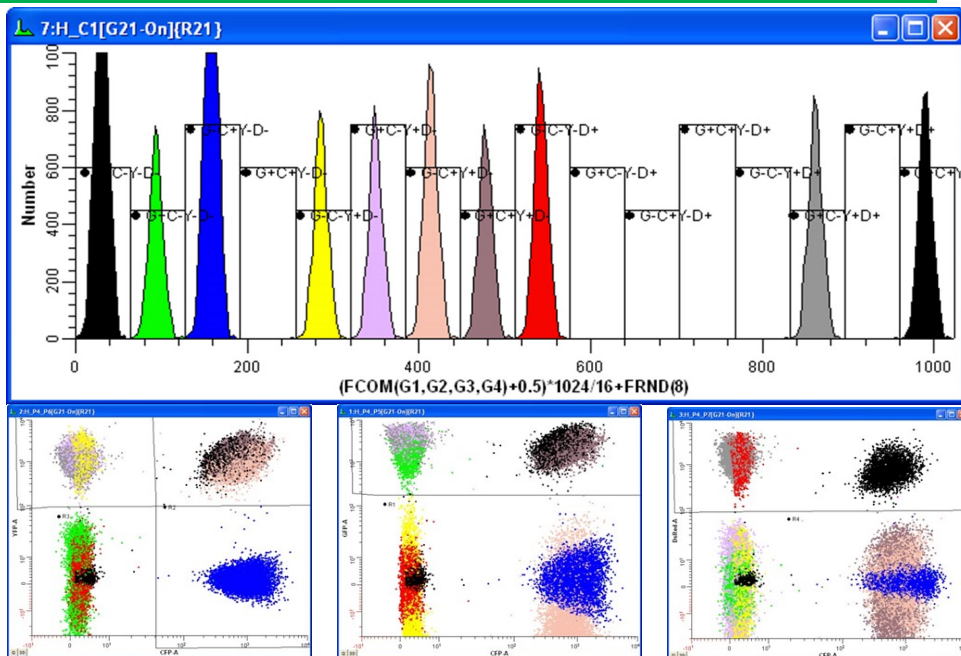 7:H_C1[G21-On]{R21}
1000
800
600
400
200
0
Number
G-C+Y-D-
G+C-Y+D-
G-C-Y-D+
G+C+Y-D+
G-C+Y+D+
G+C+Y-D-
G-C+Y+D-
G-C-Y+D+
G+C-Y-D-
G-C-Y+D-
G+C+Y+D-
G-C+Y-D+
G+C-Y+D+
0 200 400 600 800 1000
(FCOM(G1,G2,G3,G4)+0.5)*1024/16+FRND(8)
2:H_P4_P6[G21-On]{R21}
YFP-A
R3
R2
CFP-A
1:H_P4_P5[G21-On]{R21}
GFP-A
R1
CFP-A
3:H_P4_P7[G21-On]{R21}
DsRed-A
R4
CFP-A